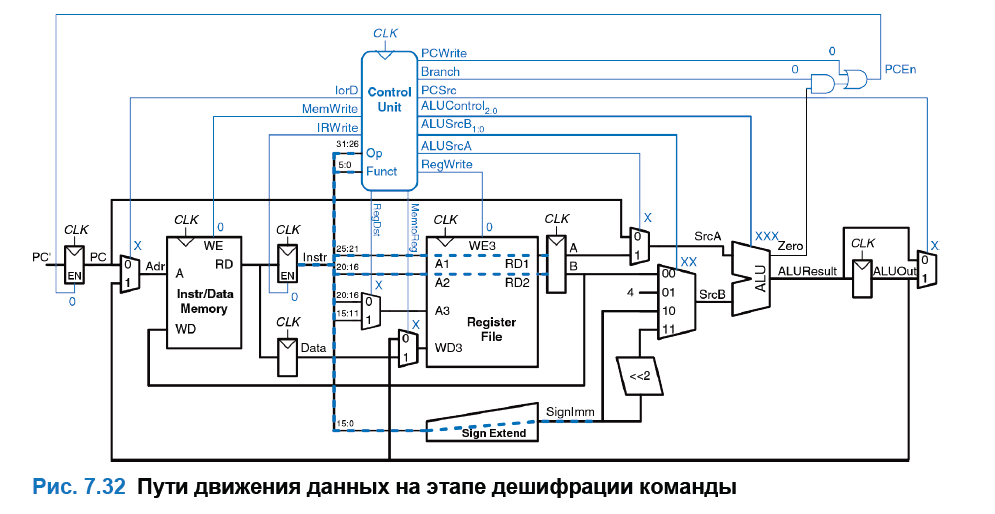 CLK
PCWrite
0
Branch
0
PCEn
IorD
Control
Unit
PCSrc
MemWrite
ALUControl2:0
IRWrite
ALUSrcB1:0
31:26
Op
ALUSrcA
5:0
Funct
RegWrite
RegDst
MemtoReg
CLK
CLK
CLK
CLK
CLK
X
0
X
0
X
SrcA
XXX
Zero
CLK
X
PC'
EN
PC
0
1
Adr
WE
A
RD
Instr/Data
Memory
WD
EN
Instr
25:21
A1
WE3
RD1
A
0
1
20:16
A2
RD2
B
XX
00
01
10
11
4
SrcB
ALU
ALUResult
ALUOut
0
1
0
0
20:16
15:11
X
0
1
A3
Register
File
CLK
Data
X
0
1
WD3
<<2
15:0
Sign Extend
SignImm
Рис. 7.32 Пути движения данных на этапе дешифрации команды